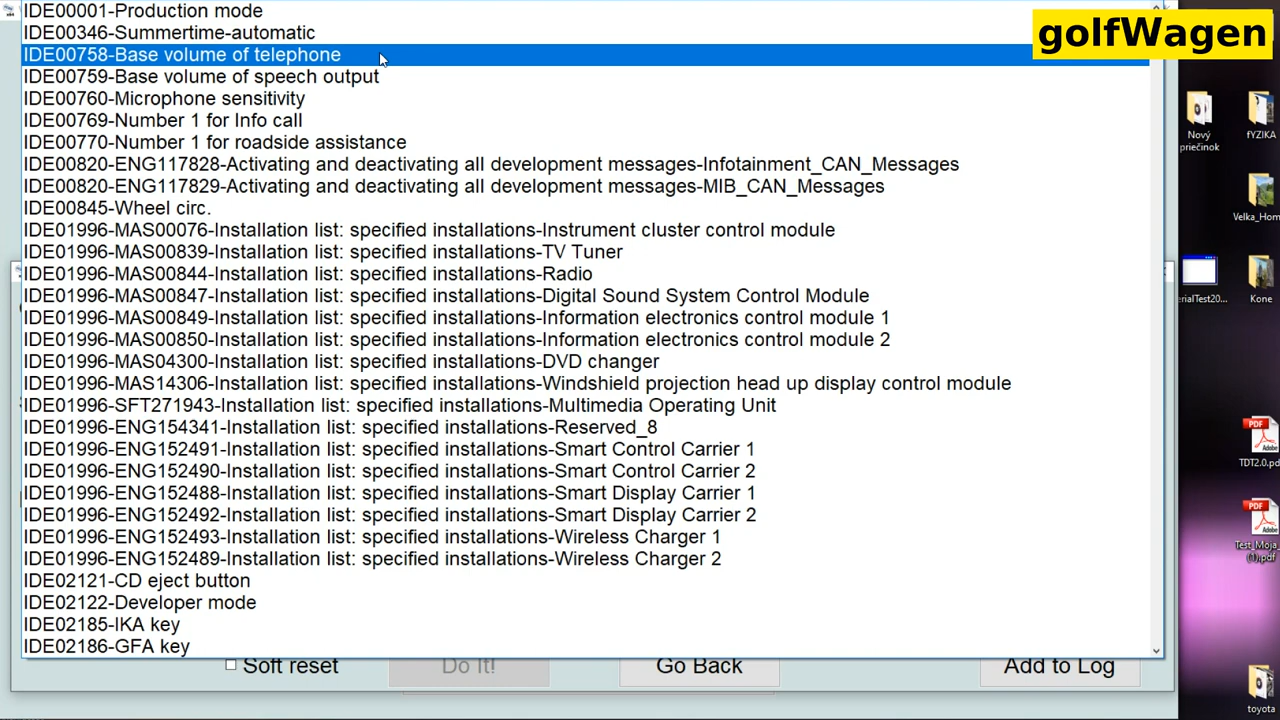 golfWagen
IDE00001-Production mode
IDE00346-Summertime-automatic
IDE00758-Base volume of telephone
IDE00759-Base volume of speech output
IDE00760-Microphone sensitivity
IDE00769-Number 1 for Info call
IDE00770-Number 1 for roadside assistance
IDE00820-ENG117828-Activating and deactivating all development messages-Infotainment_CAN_Messages
IDE00820-ENG117829-Activating and deactivating all development messages-MIB_CAN_Messages
IDE00845-Wheel circ.
IDE01996-MAS00076-Installation list: specified installations-Instrument cluster control module
IDE01996-MAS00839-Installation list: specified installations-TV Tuner
IDE01996-MAS00844-Installation list: specified installations-Radio
IDE01996-MAS00847-Installation list: specified installations-Digital Sound System Control Module
IDE01996-MAS00849-Installation list: specified installations-Information electronics control module 1
IDE01996-MAS00850-Installation list: specified installations-Information electronics control module 2
IDE01996-MAS04300-Installation list: specified installations-DVD changer
IDE01996-MAS14306-Installation list: specified installations-Windshield projection head up display control module
IDE01996-SFT271943-Installation list: specified installations-Multimedia Operating Unit
IDE01996-ENG154341-Installation list: specified installations-Reserved_8
IDE01996-ENG152491-Installation list: specified installations-Smart Control Carrier 1
IDE01996-ENG152490-Installation list: specified installations-Smart Control Carrier 2
IDE01996-ENG152488-Installation list: specified installations-Smart Display Carrier 1
IDE01996-ENG152492-Installation list: specified installations-Smart Display Carrier 2
IDE01996-ENG152493-Installation list: specified installations-Wireless Charger 1
IDE01996-ENG152489-Installation list: specified installations-Wireless Charger 2
IDE02121-CD eject button
IDE02122-Developer mode
IDE02185-IKA key
IDE02186-GFA key
Soft reset
Do It!
Go Back
Add to Log
Nový
priečinok
fYZIKA
Velka_Hom
erialTest20...
Kone
TDT2.0.pd
Test_Moja_
(1).pdf
toyota